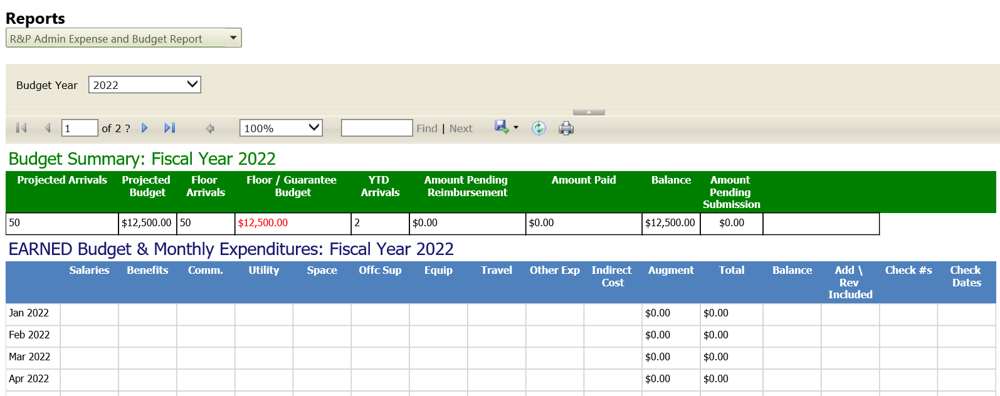 Reports
R&P Admin Expense and Budget Report
Budget Year 2022
1 of 2 ? 100% Find | Next
Budget Summary: Fiscal Year 2022
Projected Arrivals Projected Budget Floor Arrivals Floor / Guarantee Budget YTD Arrivals Amount Pending Reimbursement Amount Paid Balance Amount Pending Submission
50 $12,500.00 50 $12,500.00 2 $0.00 $0.00 $12,500.00 $0.00
EARNED Budget & Monthly Expenditures: Fiscal Year 2022
Salaries Benefits Comm. Utility Space Offc Sup Equip Travel Other Exp Indirect Cost Augment Total Balance Add \ Rev Included Check #s Check Dates
Jan 2022 $0.00 $0.00
Feb 2022 $0.00 $0.00
Mar 2022 $0.00 $0.00
Apr 2022 $0.00 $0.00